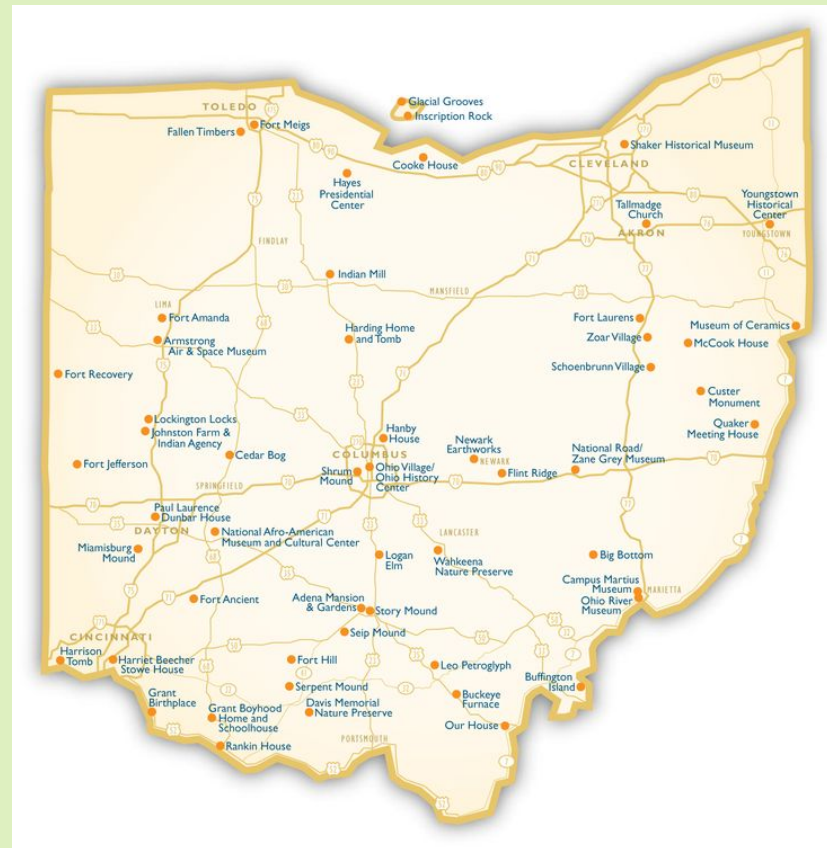 Glacial Grooves
Inscription Rock
TOLEDO
Fort Meigs
Fallen Timbers
Cooke House
Shaker Historical Museum
CLEVELAND
Hayes
Presidential
Center
Tallmadge
Church
AKRON
Youngstown
Historical
Center
YOUNGSTOWN
FINDLAY
Indian Mill
MANSFIELD
LIMA
Fort Amanda
Armstrong
Air & Space Museum
Harding Home
and Tomb
Fort Laurens
Zoar Village
Schoenbrunn Village
Museum of Ceramics
McCook House
Fort Recovery
Custer
Monument
Quaker
Meeting House
Lockington Locks
Johnston Farm &
Indian Agency
Fort Jefferson
Cedar Bog
Hanby
House
COLUMBUS
Shrum
Mound
Ohio Village/
Ohio History
Center
Newark
Earthworks
NEWARK
Flint Ridge
National Road/
Zane Grey Museum
SPRINGFIELD
Paul Laurence
Dunbar House
DAYTON
National Afro-American
Museum and Cultural Center
Miamisburg
Mound
LANCASTER
Logan
Elm
Wahkeena
Nature Preserve
Big Bottom
Campus Martius
Museum
Ohio River
Museum
MARIETTA
Fort Ancient
Adena Mansion
& Gardens
Story Mound
Seip Mound
CINCINNATI
Harrison
Tomb
Harriet Beecher
Stowe House
Fort Hill
Serpent Mound
Leo Petroglyph
Buckeye
Furnace
Buffington
Island
Grant
Birthplace
Grant Boyhood
Home and
Schoolhouse
Davis Memorial
Nature Preserve
Our House
Rankin House
PORTSMOUTH